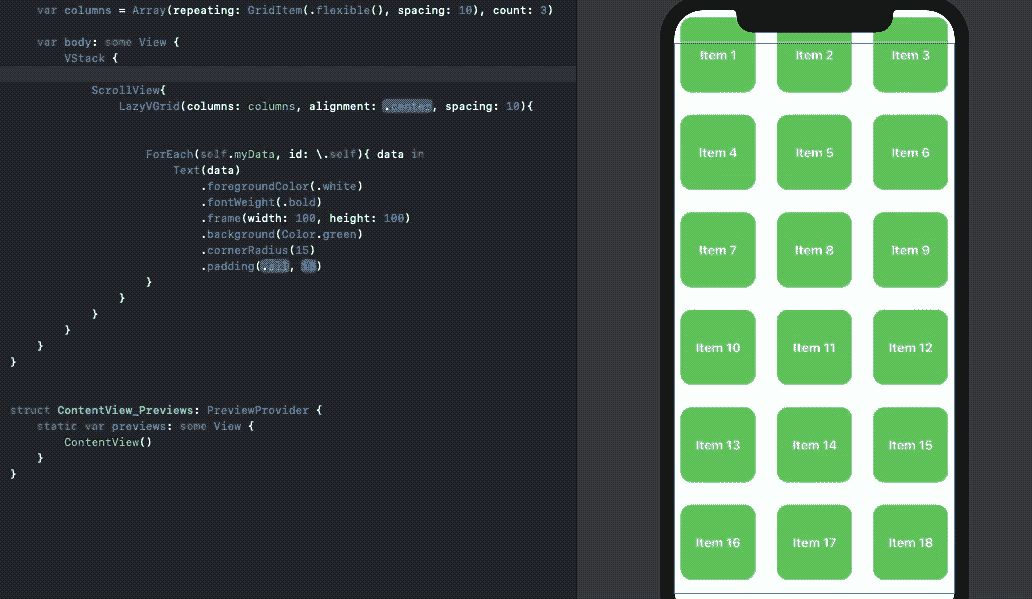 var columns = Array(repeating: GridItem(.flexible(), spacing: 10), count: 3)
var body: some View {
VStack {
ScrollView{
LazyVGrid(columns: columns, alignment: .center, spacing: 10){
ForEach(self.myData, id: \.self){ data in
Text(data)
.foregroundColor(.white)
.fontWeight(.bold)
.frame(width: 100, height: 100)
.background(Color.green)
.cornerRadius(15)
.padding(
)
}
}
}
}
}
}
struct ContentView_Previews: PreviewProvider {
static var previews: some View {
ContentView()
}
}
Item 1 Item 2 Item 3
Item 4 Item 5 Item 6
Item 7 Item 8 Item 9
Item 10 Item 11 Item 12
Item 13 Item 14 Item 15
Item 16 Item 17 Item 18